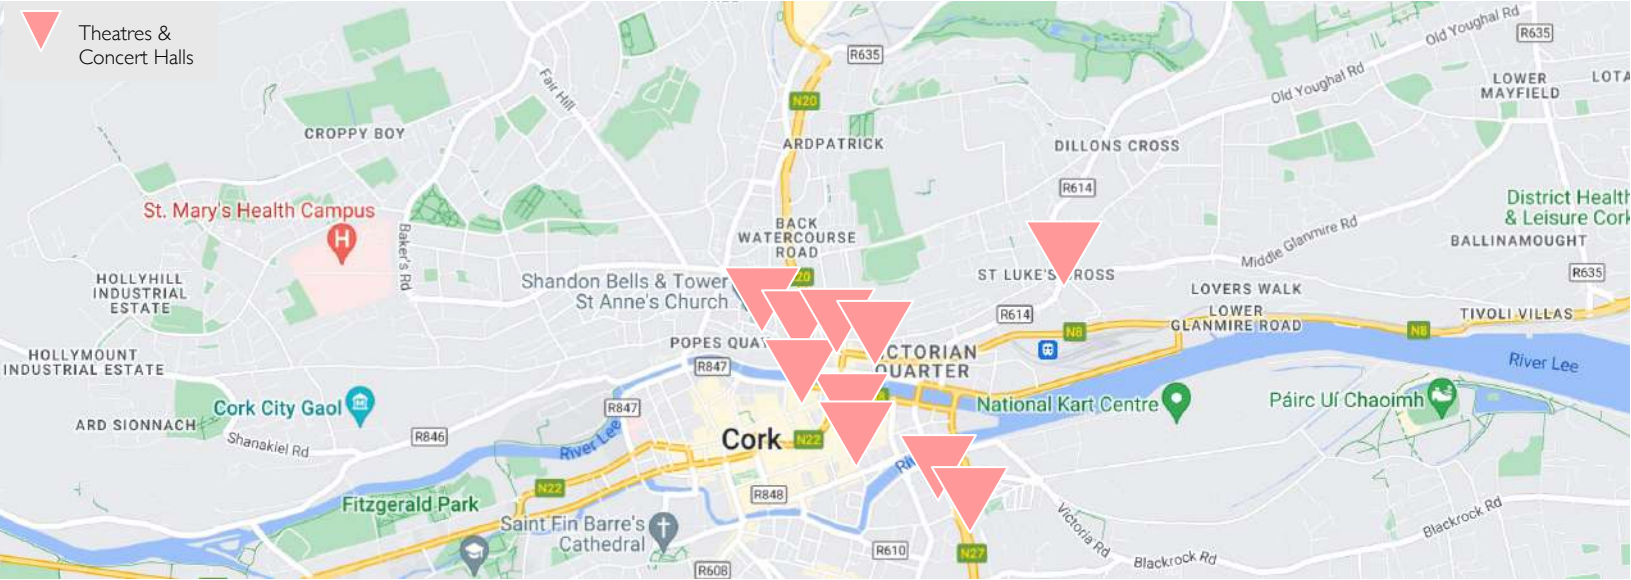 Theatres &
Concert Halls
R635
Old Youghal Rd
R635
Fair Hill
Old Youghal Rd
LOWER
MAYFIELD
LOTA
N20
CROPPY BOY
ARDPATRICK
DILLONS CROSS
R614
St. Mary's Health Campus
H
District Health
& Leisure Cork
Baker's Rd
BACK
WATERCOURSE
ROAD
Middle Glanmire Rd
BALLINAMOUGHT
HOLLYHILL
INDUSTRIAL
ESTATE
Shandon Bells & Tower
St Anne's Church
20
ST LUKE'S CROSS
R635
LOVERS WALK
R614
LOWER
GLANMIRE ROAD
TIVOLI VILLAS
N8
N8
POPES QUAY
HOLLYMOUNT
INDUSTRIAL ESTATE
R847
CTORIAN
QUARTER
River Lee
Cork City Gaol
R847
National Kart Centre
Páirc Uí Chaoimh
ARD SIONNACH
Shanakiel Rd
R846
River Lee
Cork
N22
N22
R848
Fitzgerald Park
Saint Fin Barre's
Cathedral
R610
N27
Victoria Rd
Blackrock Rd
Blackrock Rd
R608